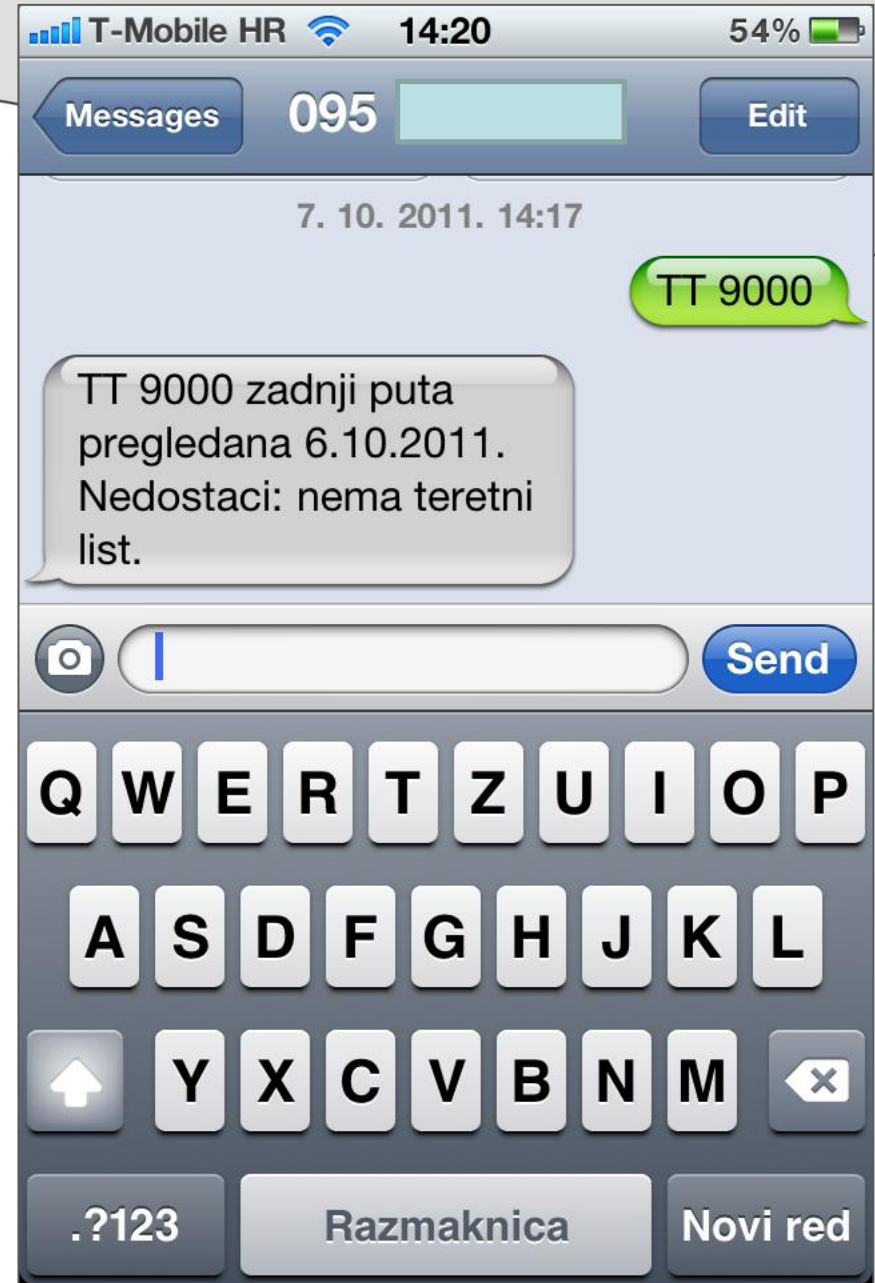 T-Mobile HR 14:20 54%
Messages 095 Edit
7. 10. 2011. 14:17
TT 9000
TT 9000 zadnji puta
pregledana 6.10.2011.
Nedostaci: nema teretni
list.
Send
Q W E R T Z U I O P
A S D F G H J K L
Y X C V B N M
.?123 Razmaknica Novi red